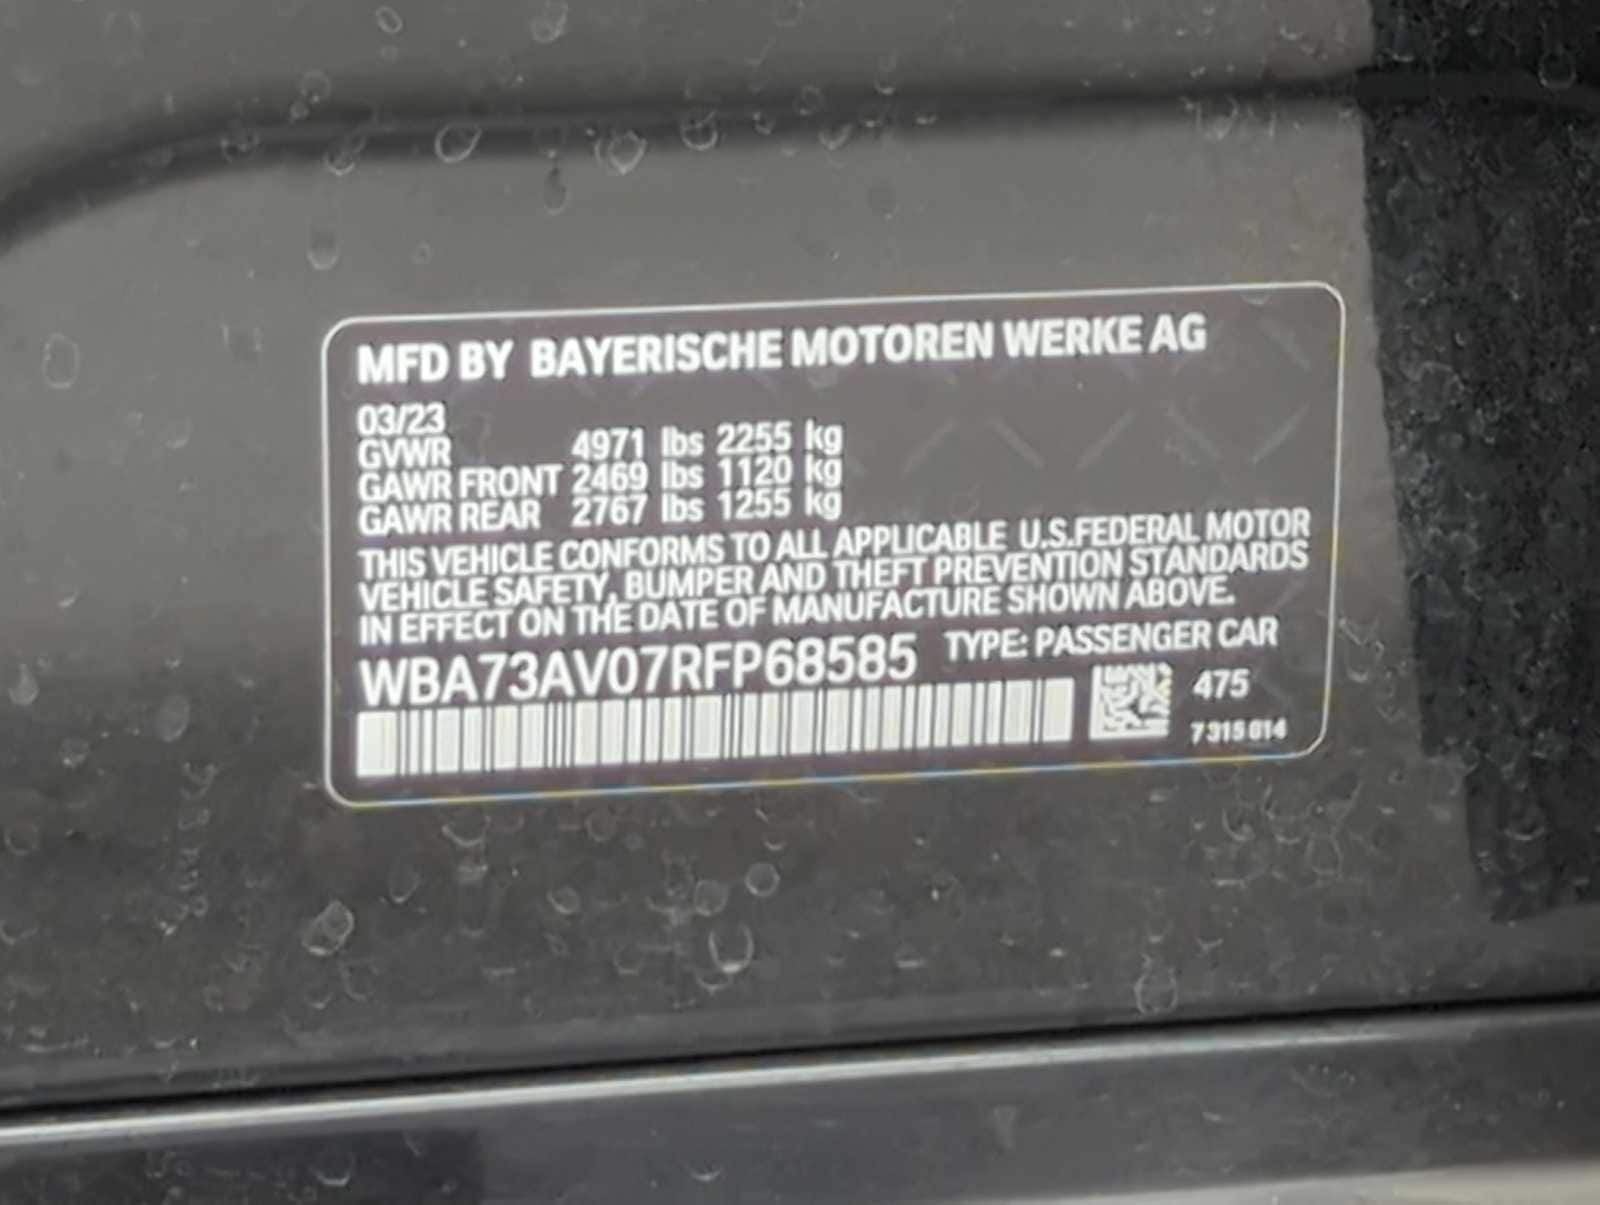 MFD BY BAYERISCHE MOTOREN WERKE AG
03/23
GVWR 4971 lbs 2255 kg
GAWR FRONT 2469 lbs 1120 kg
GAWR REAR 2767 lbs 1255 kg
THIS VEHICLE CONFORMS TO ALL APPLICABLE U.S.FEDERAL MOTOR
VEHICLE SAFETY, BUMPER AND THEFT PREVENTION STANDARDS
IN EFFECT ON THE DATE OF MANUFACTURE SHOWN ABOVE.
WBA73AV07RFP68585 TYPE: PASSENGER CAR
475
7315014